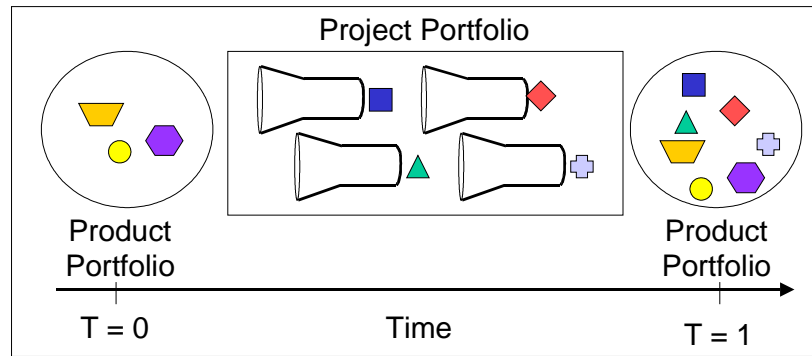 Project Portfolio
Product
Portfolio
Product
Portfolio
T = 0
Time
T = 1